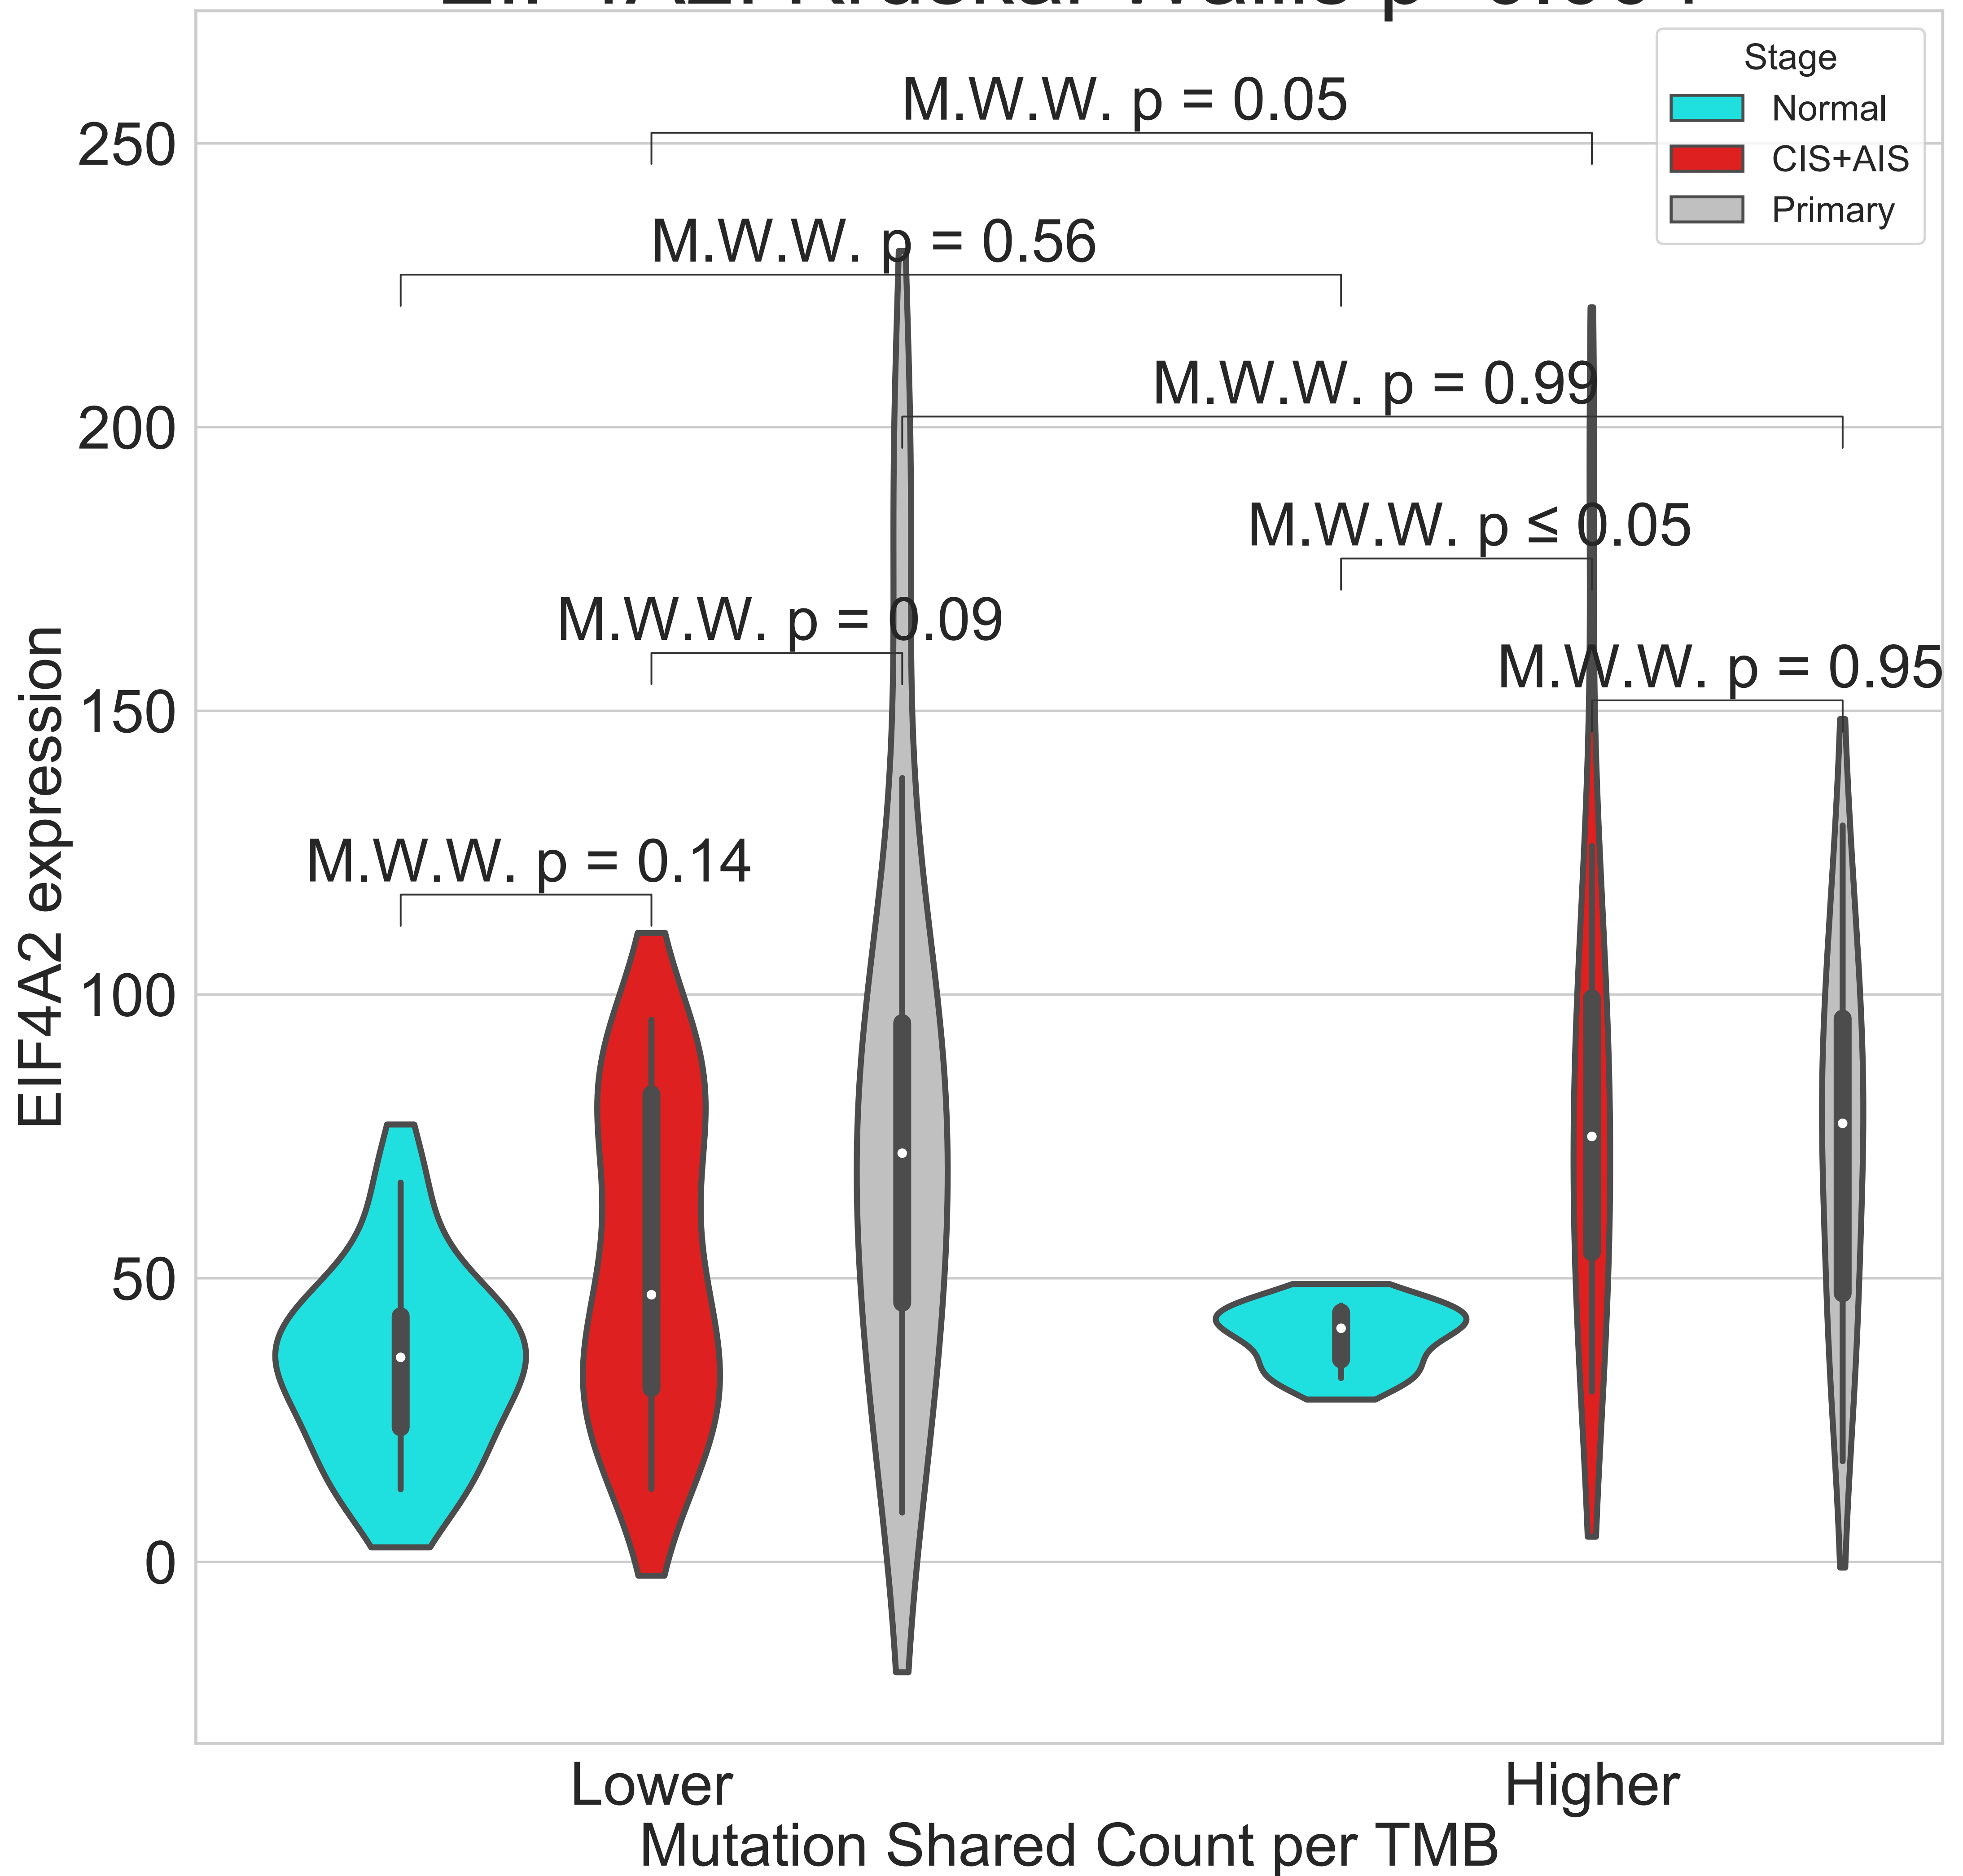 Stage
Normal
CIS+AIS
Primary
M.W.W. p = 0.05
M.W.W. p = 0.56
M.W.W. p = 0.99
M.W.W. p ≤ 0.05
M.W.W. p = 0.09
M.W.W. p = 0.95
M.W.W. p = 0.14
EIF4A2 expression
250
200
150
100
50
0
Lower
Higher
Mutation Shared Count per TMB